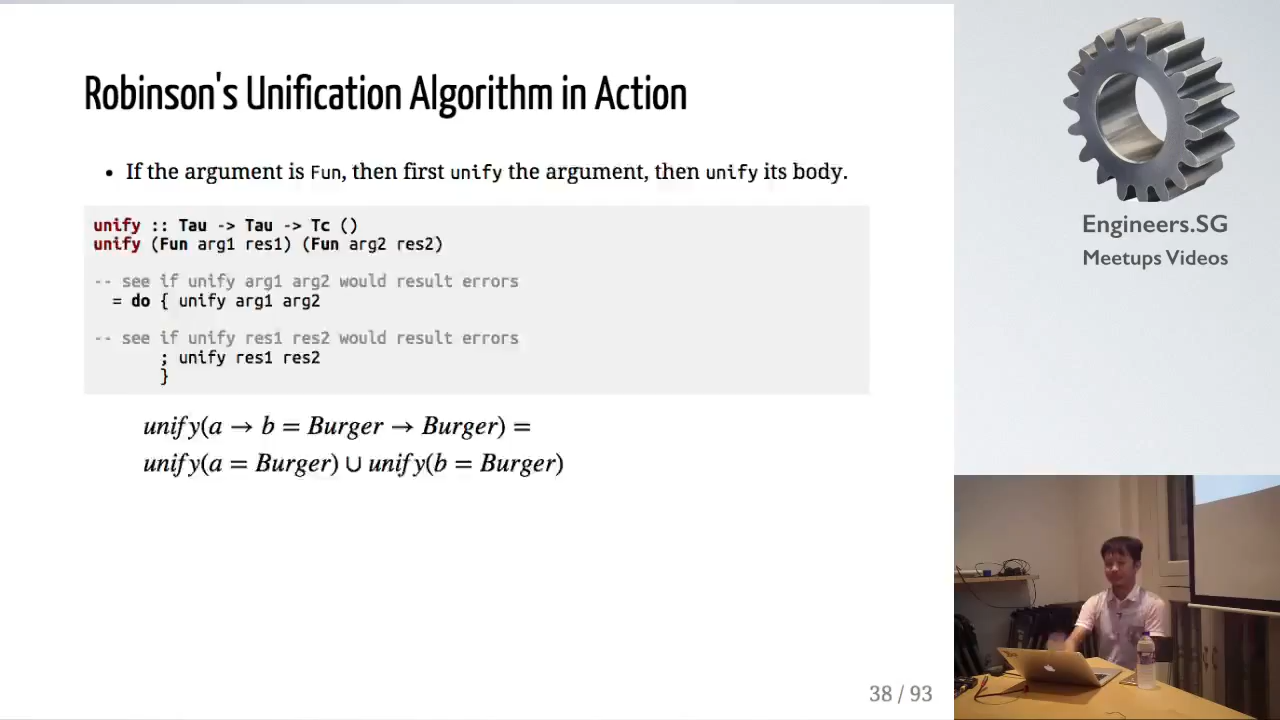 Robinson's Unification Algorithm in Action
• If the argument is Fun, then first unify the argument, then unify its body.
unify :: Tau -> Tau -> Tc ()
unify (Fun arg1 res1) (Fun arg2 res2)
-- see if unify arg1 arg2 would result errors
= do { unify arg1 arg2
-- see if unify res1 res2 would result errors
; unify res1 res2
}
unify(a → b = Burger → Burger) =
unify(a = Burger) ∪ unify(b = Burger)
38 / 93
Engineers.SG
Meetups Videos